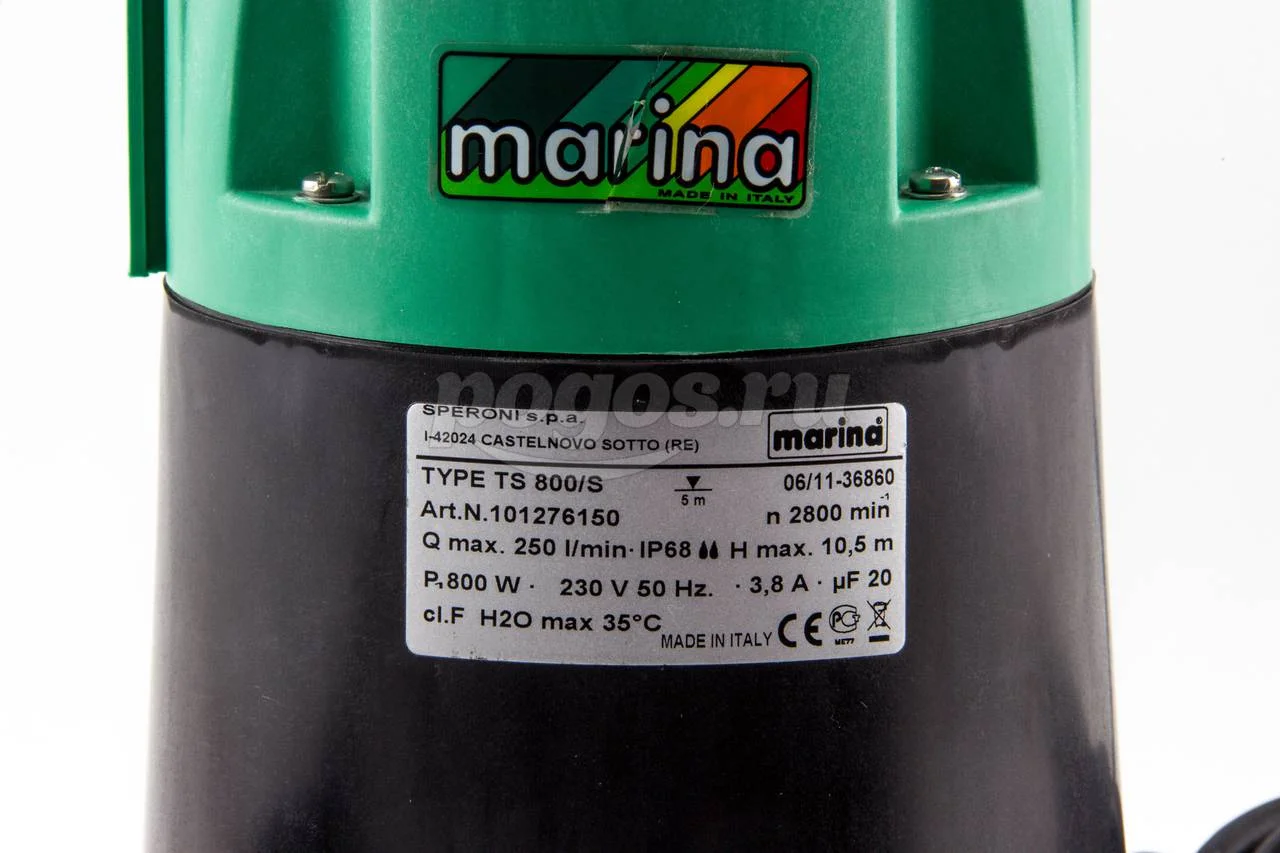 marina
MADE IN ITALY
pogos.ru
SPERONI s.p.a.
I-42024 CASTELNOVO SOTTO (RE)
marina®
TYPE TS 800/S
5 m
06/11-36860
Art.N.101276150
n 2800 min⁻¹
Q max. 250 l/min· IP68 H max. 10,5 m
P₁ 800 W · 230 V 50 Hz. · 3,8 A · µF 20
cl.F H2O max 35°C
MADE IN ITALY CE